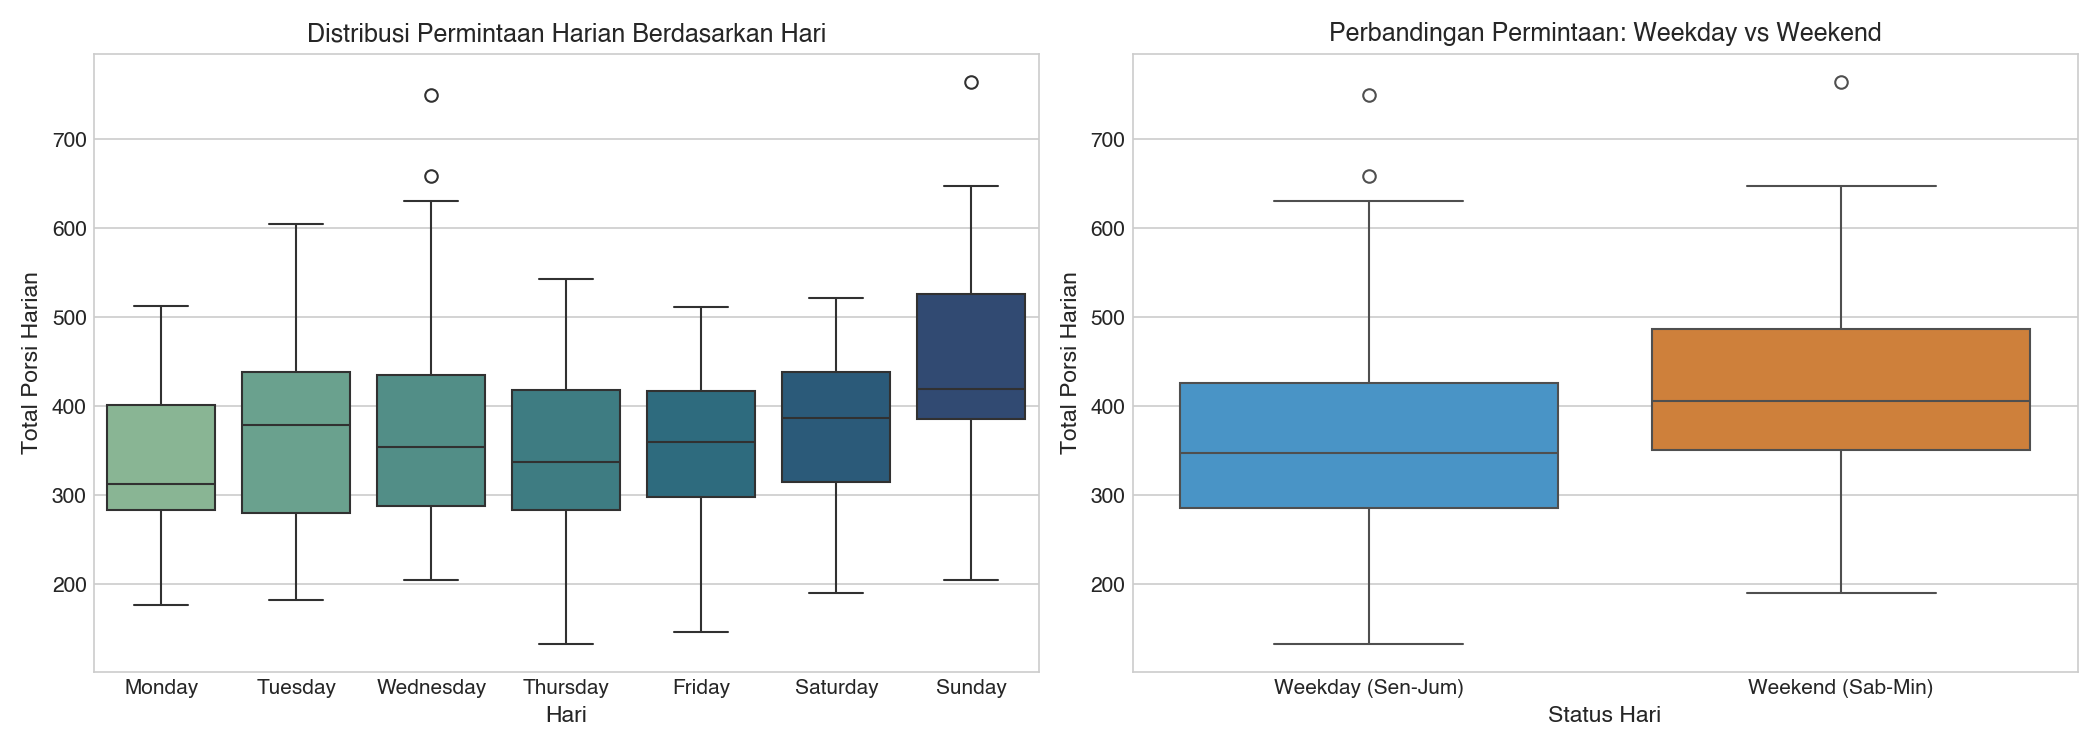 Distribusi Permintaan Harian Berdasarkan Hari
Total Porsi Harian
700
600
500
400
300
200
Monday Tuesday Wednesday Thursday Friday Saturday Sunday
Hari
Perbandingan Permintaan: Weekday vs Weekend
Total Porsi Harian
700
600
500
400
300
200
Weekday (Sen-Jum) Weekend (Sab-Min)
Status Hari